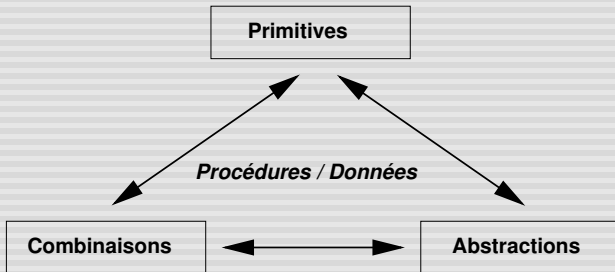 Primitives
Procédures / Données
Combinaisons
Abstractions